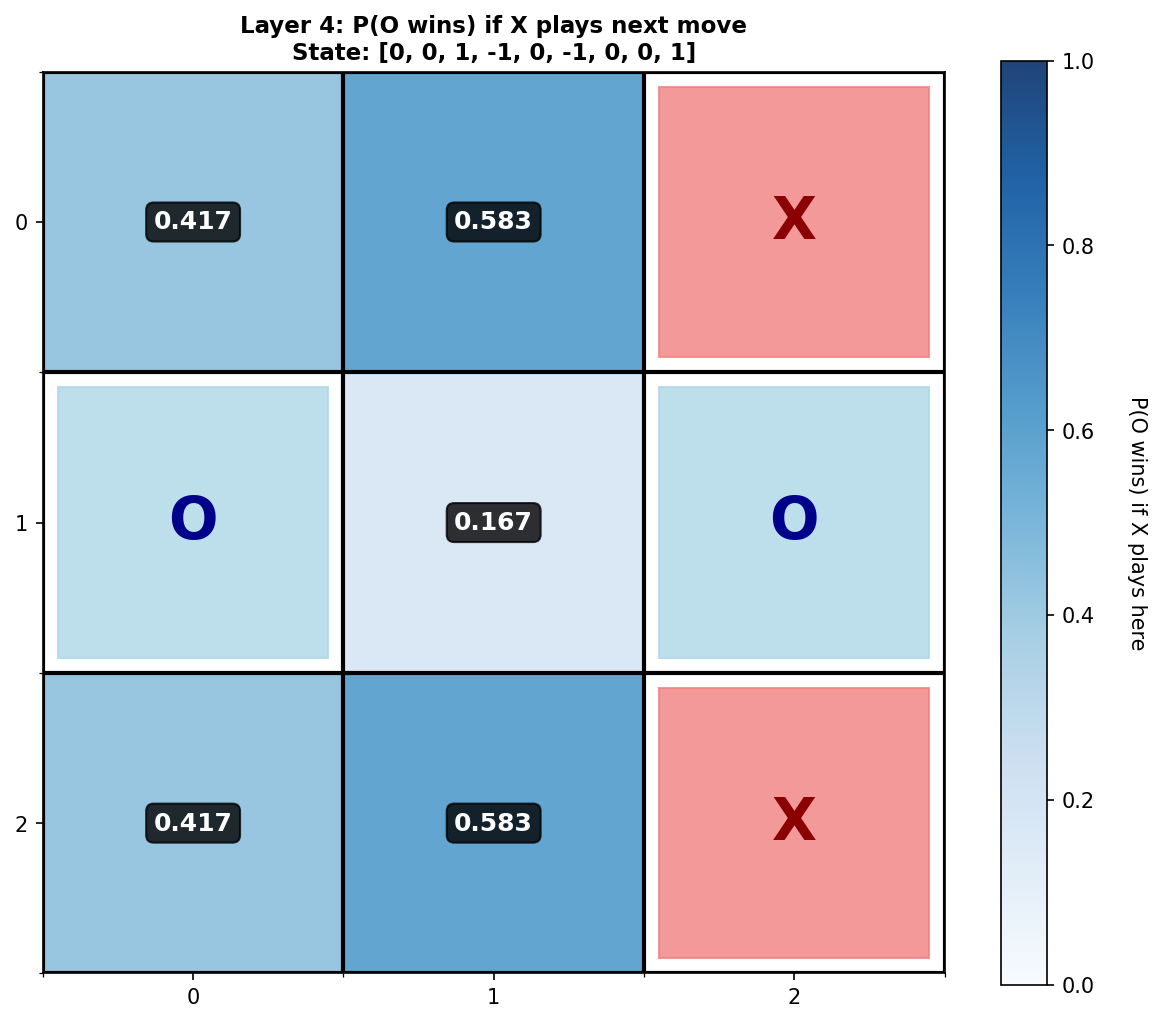 Layer 4: P(O wins) if X plays next move
State: [0, 0, 1, -1, 0, -1, 0, 0, 1]
0
0.417
0.583
X
1
O
0.167
O
2
0.417
0.583
X
0
1
2
1.0
0.8
0.6
0.4
0.2
0.0
P(O wins) if X plays here